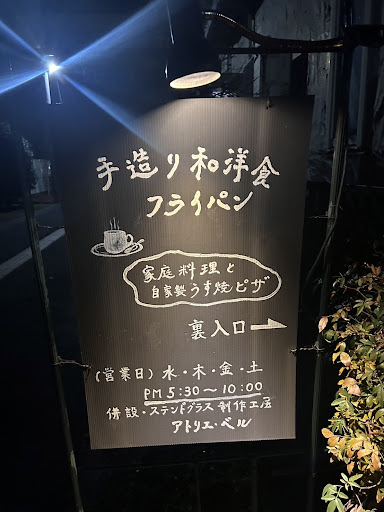 手造り和洋食
フライパン
家庭料理と
自家製うす焼ピザ
裏入口→
(営業日) 水・木・金・土
PM 5:30〜10:00
併設・ステンドグラス制作工房
アトリエ・ベル